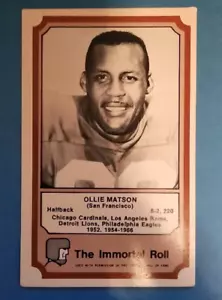 OLLIE MATSON
(San Francisco)
Halfback 6-2, 220
Chicago Cardinals, Los Angeles Rams,
Detroit Lions, Philadelphia Eagles
1952, 1954-1966
The Immortal Roll